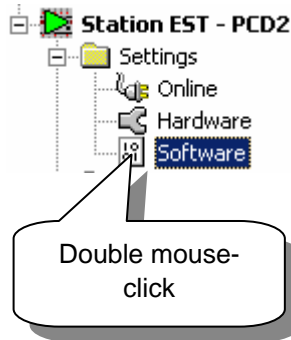 Station EST - PCD2
Settings
Online
Hardware
Software
Double mouse-
click